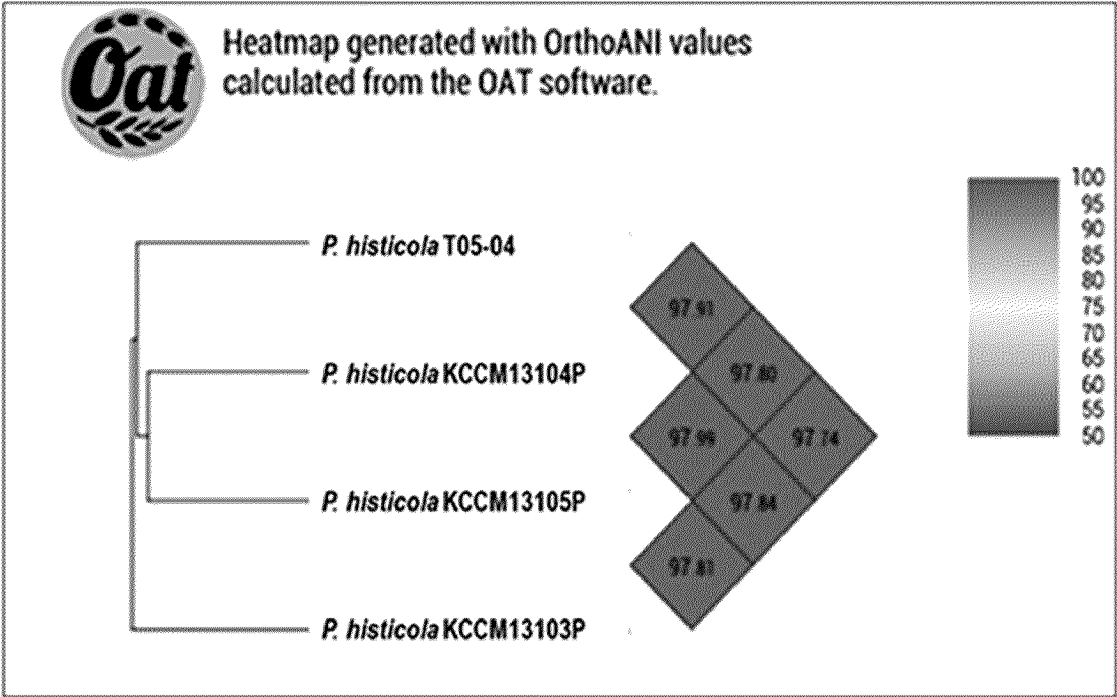 Oat
Heatmap generated with OrthoANI values
calculated from the OAT software.
100
95
90
85
80
75
70
65
60
55
50
P. histicola T05-04
97.91
P. histicola KCCM13104P
97.80
97.99
97.74
P. histicola KCCM13105P
97.84
97.81
P. histicola KCCM13103P